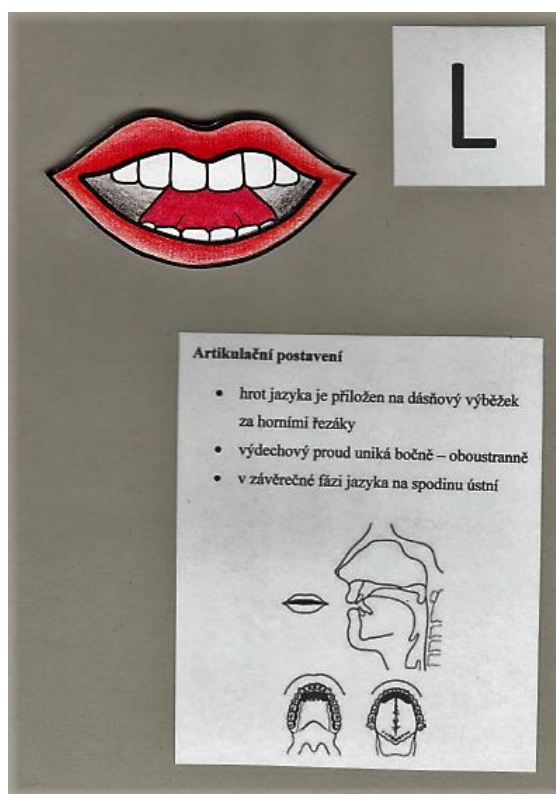 L
Artikulační postavení
• hrot jazyka je přiložen na dásňový výběžek
za horními řezáky
• výdechový proud uniká bočně – oboustranně
• v závěrečné fázi jazyka na spodinu ústní